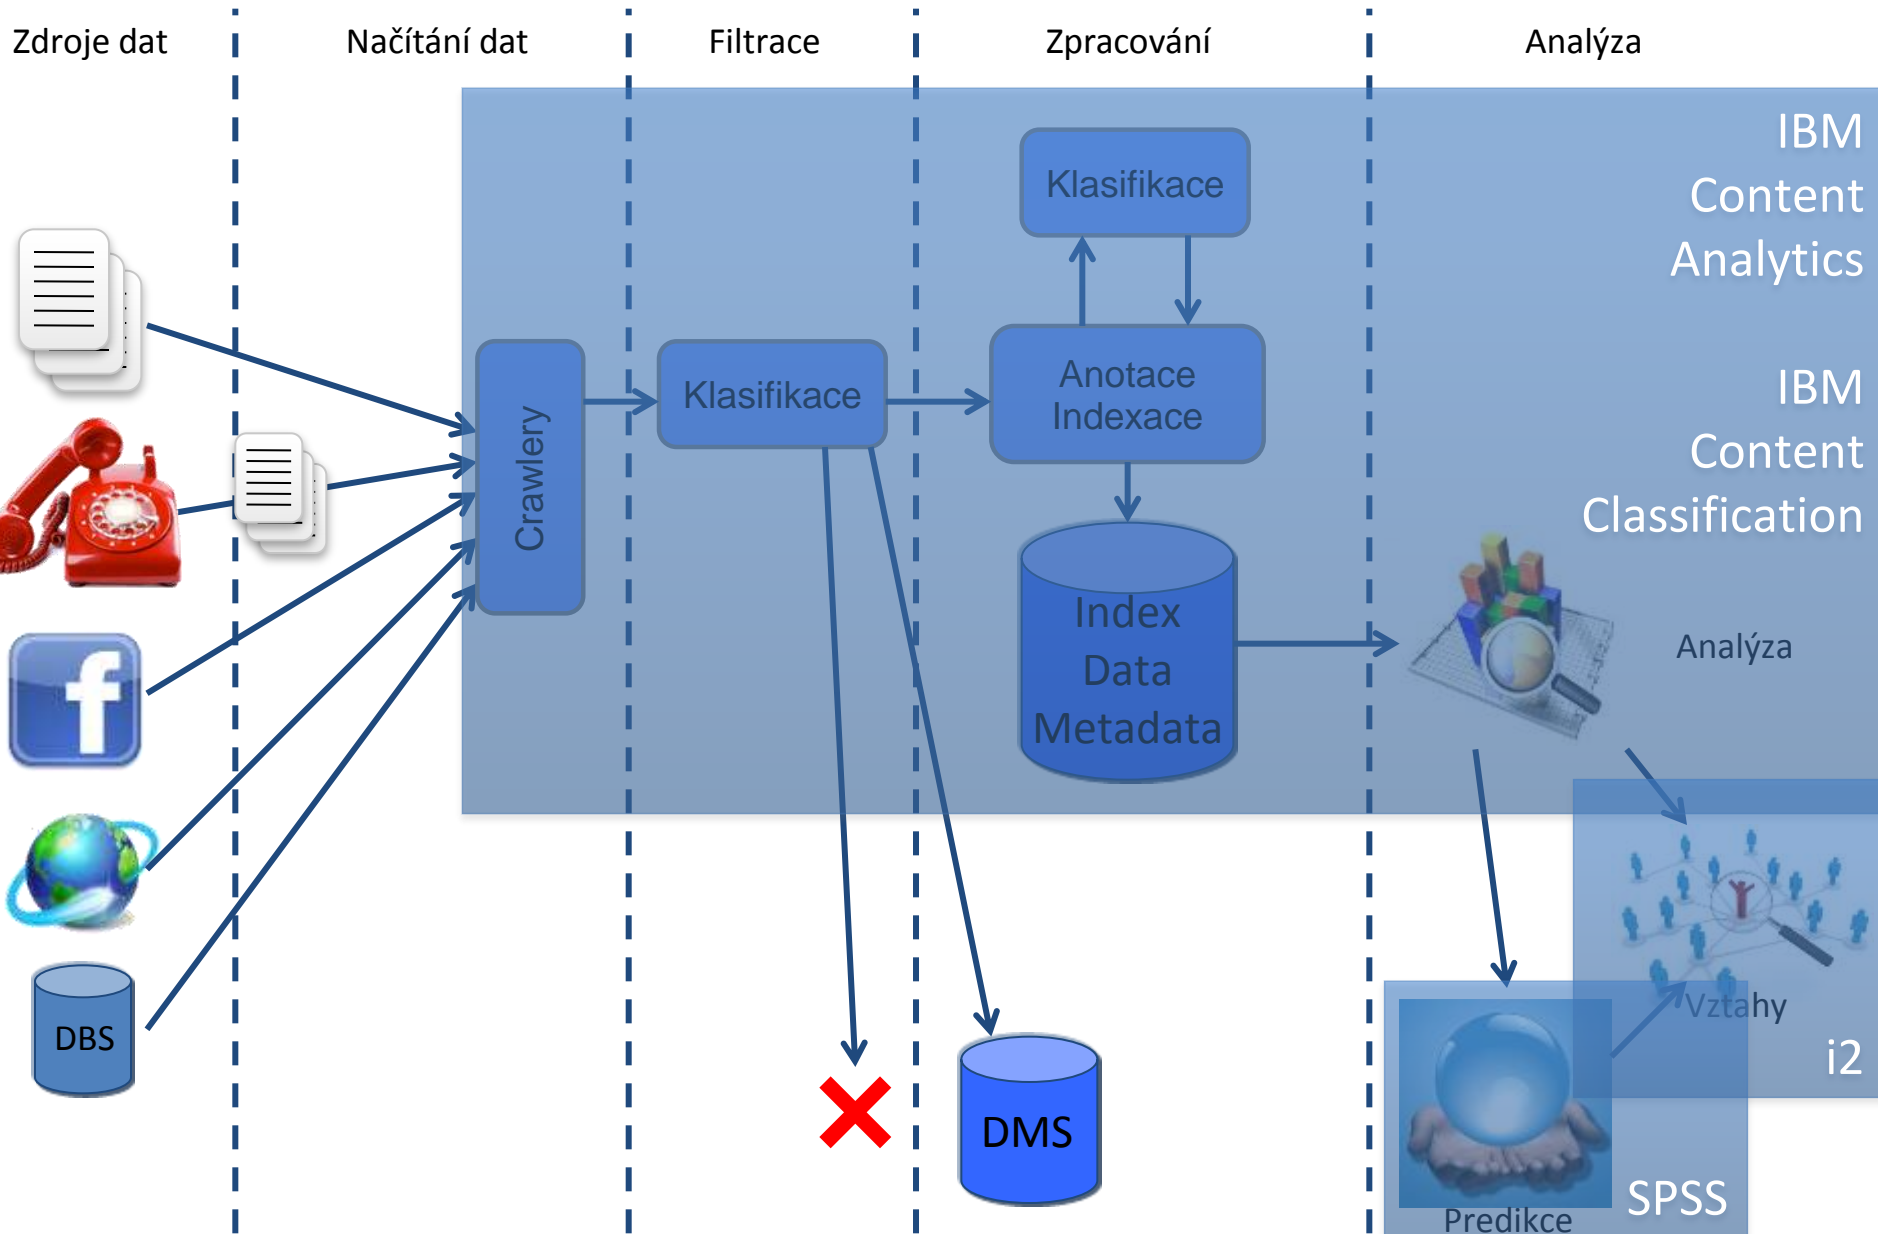 Zdroje dat
Načítání dat
Filtrace
Zpracování
Analýza
IBM
Content
Analytics
IBM
Content
Classification
Klasifikace
Crawlery
Klasifikace
Anotace
Indexace
Index
Data
Metadata
Analýza
f
DBS
DMS
Vztahy
i2
SPSS
Predikce